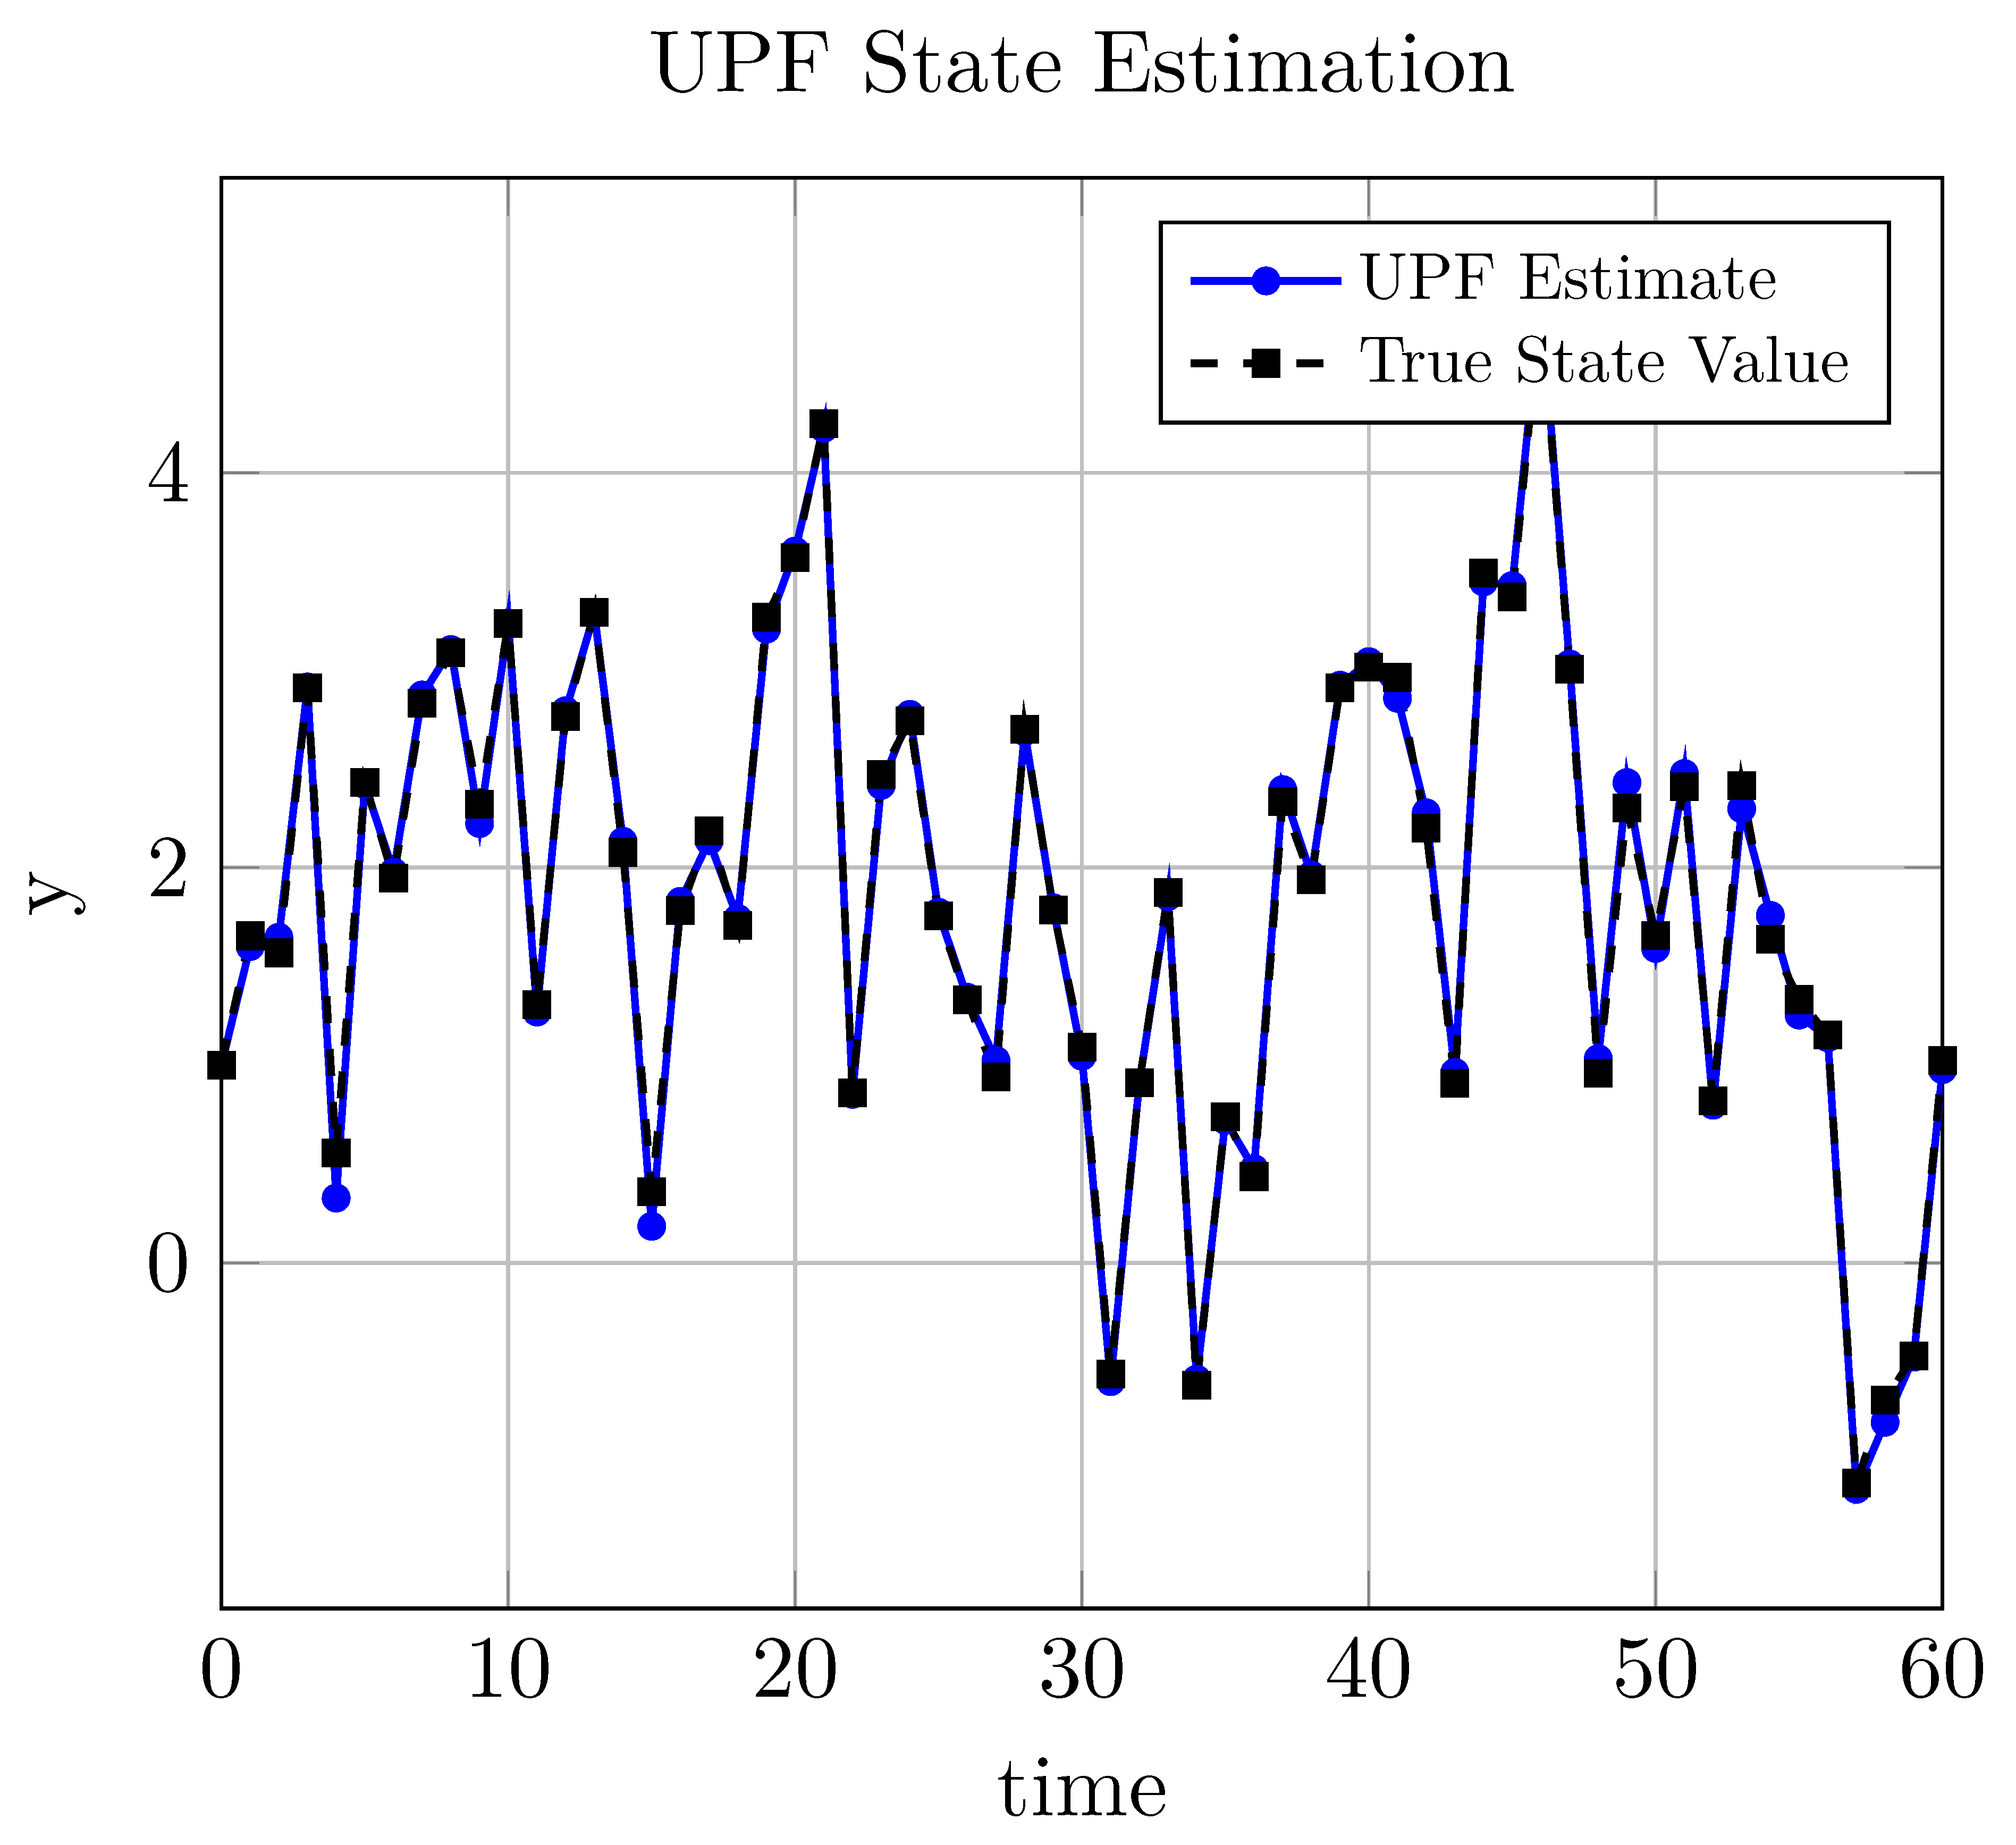 UPF State Estimation
UPF Estimate
True State Value
4
2
0
y
0 10 20 30 40 50 60
time